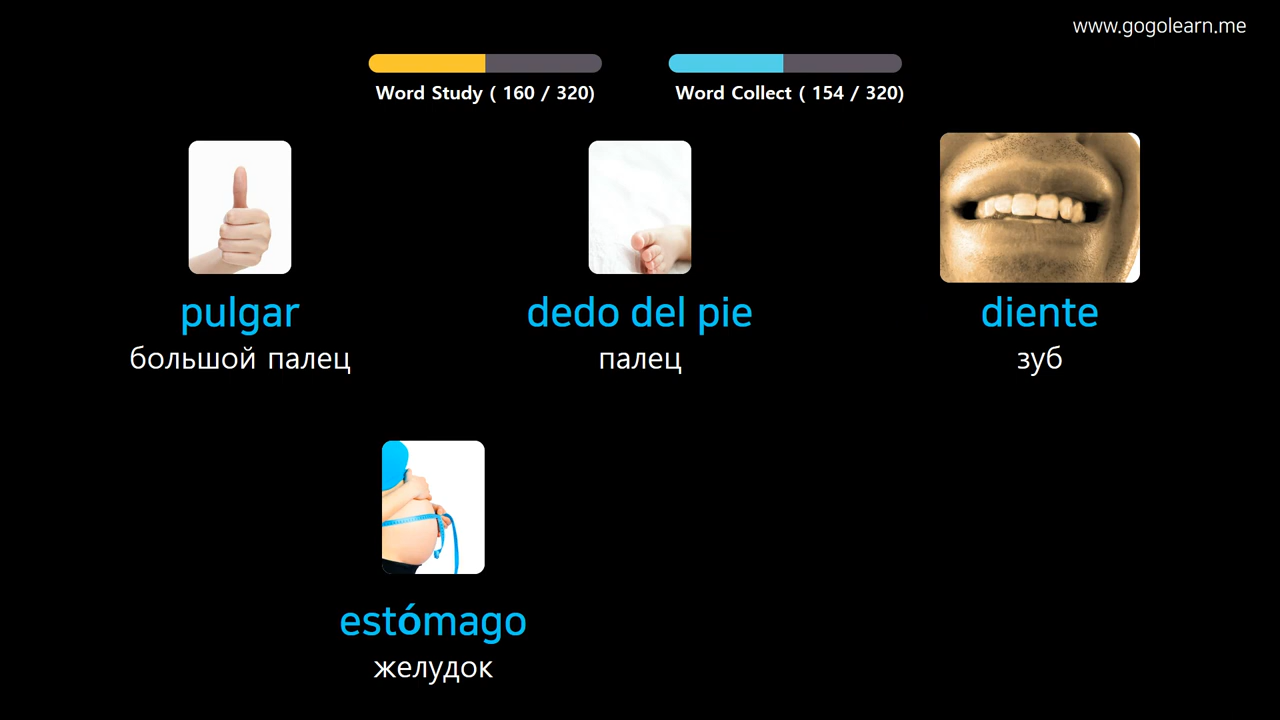 www.gogolearn.me
Word Study ( 160 / 320)
Word Collect ( 154 / 320)
pulgar
большой палец
dedo del pie
палец
diente
зуб
estómago
желудок